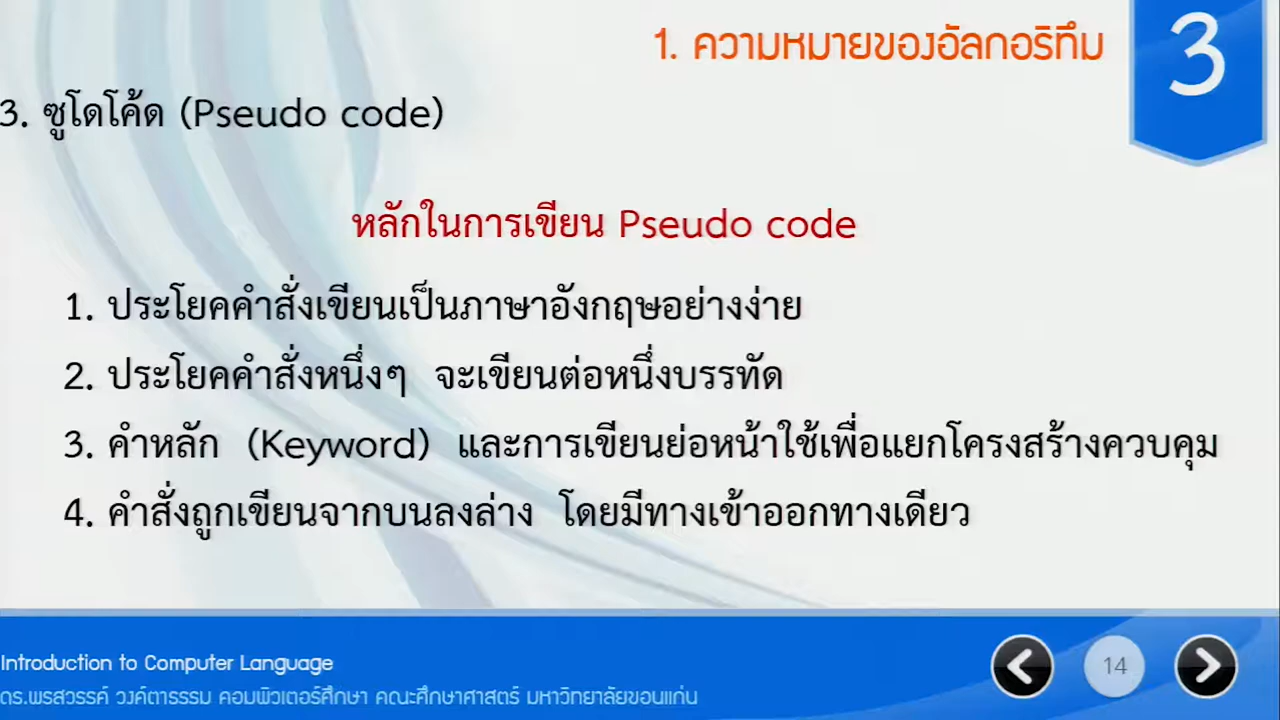 1. ความหมายของอัลกอริทึม
3
3. ซูโดโค้ด (Pseudo code)
หลักในการเขียน Pseudo code
1. ประโยคคำสั่งเขียนเป็นภาษาอังกฤษอย่างง่าย
2. ประโยคคำสั่งหนึ่งๆ จะเขียนต่อหนึ่งบรรทัด
3. คำหลัก (Keyword) และการเขียนย่อหน้าใช้เพื่อแยกโครงสร้างควบคุม
4. คำสั่งถูกเขียนจากบนลงล่าง โดยมีทางเข้าออกทางเดียว
Introduction to Computer Language
14
ดร.พรสวรรค์ วงค์ตาธรรม คอมพิวเตอร์ศึกษา คณะศึกษาศาสตร์ มหาวิทยาลัยขอนแก่น